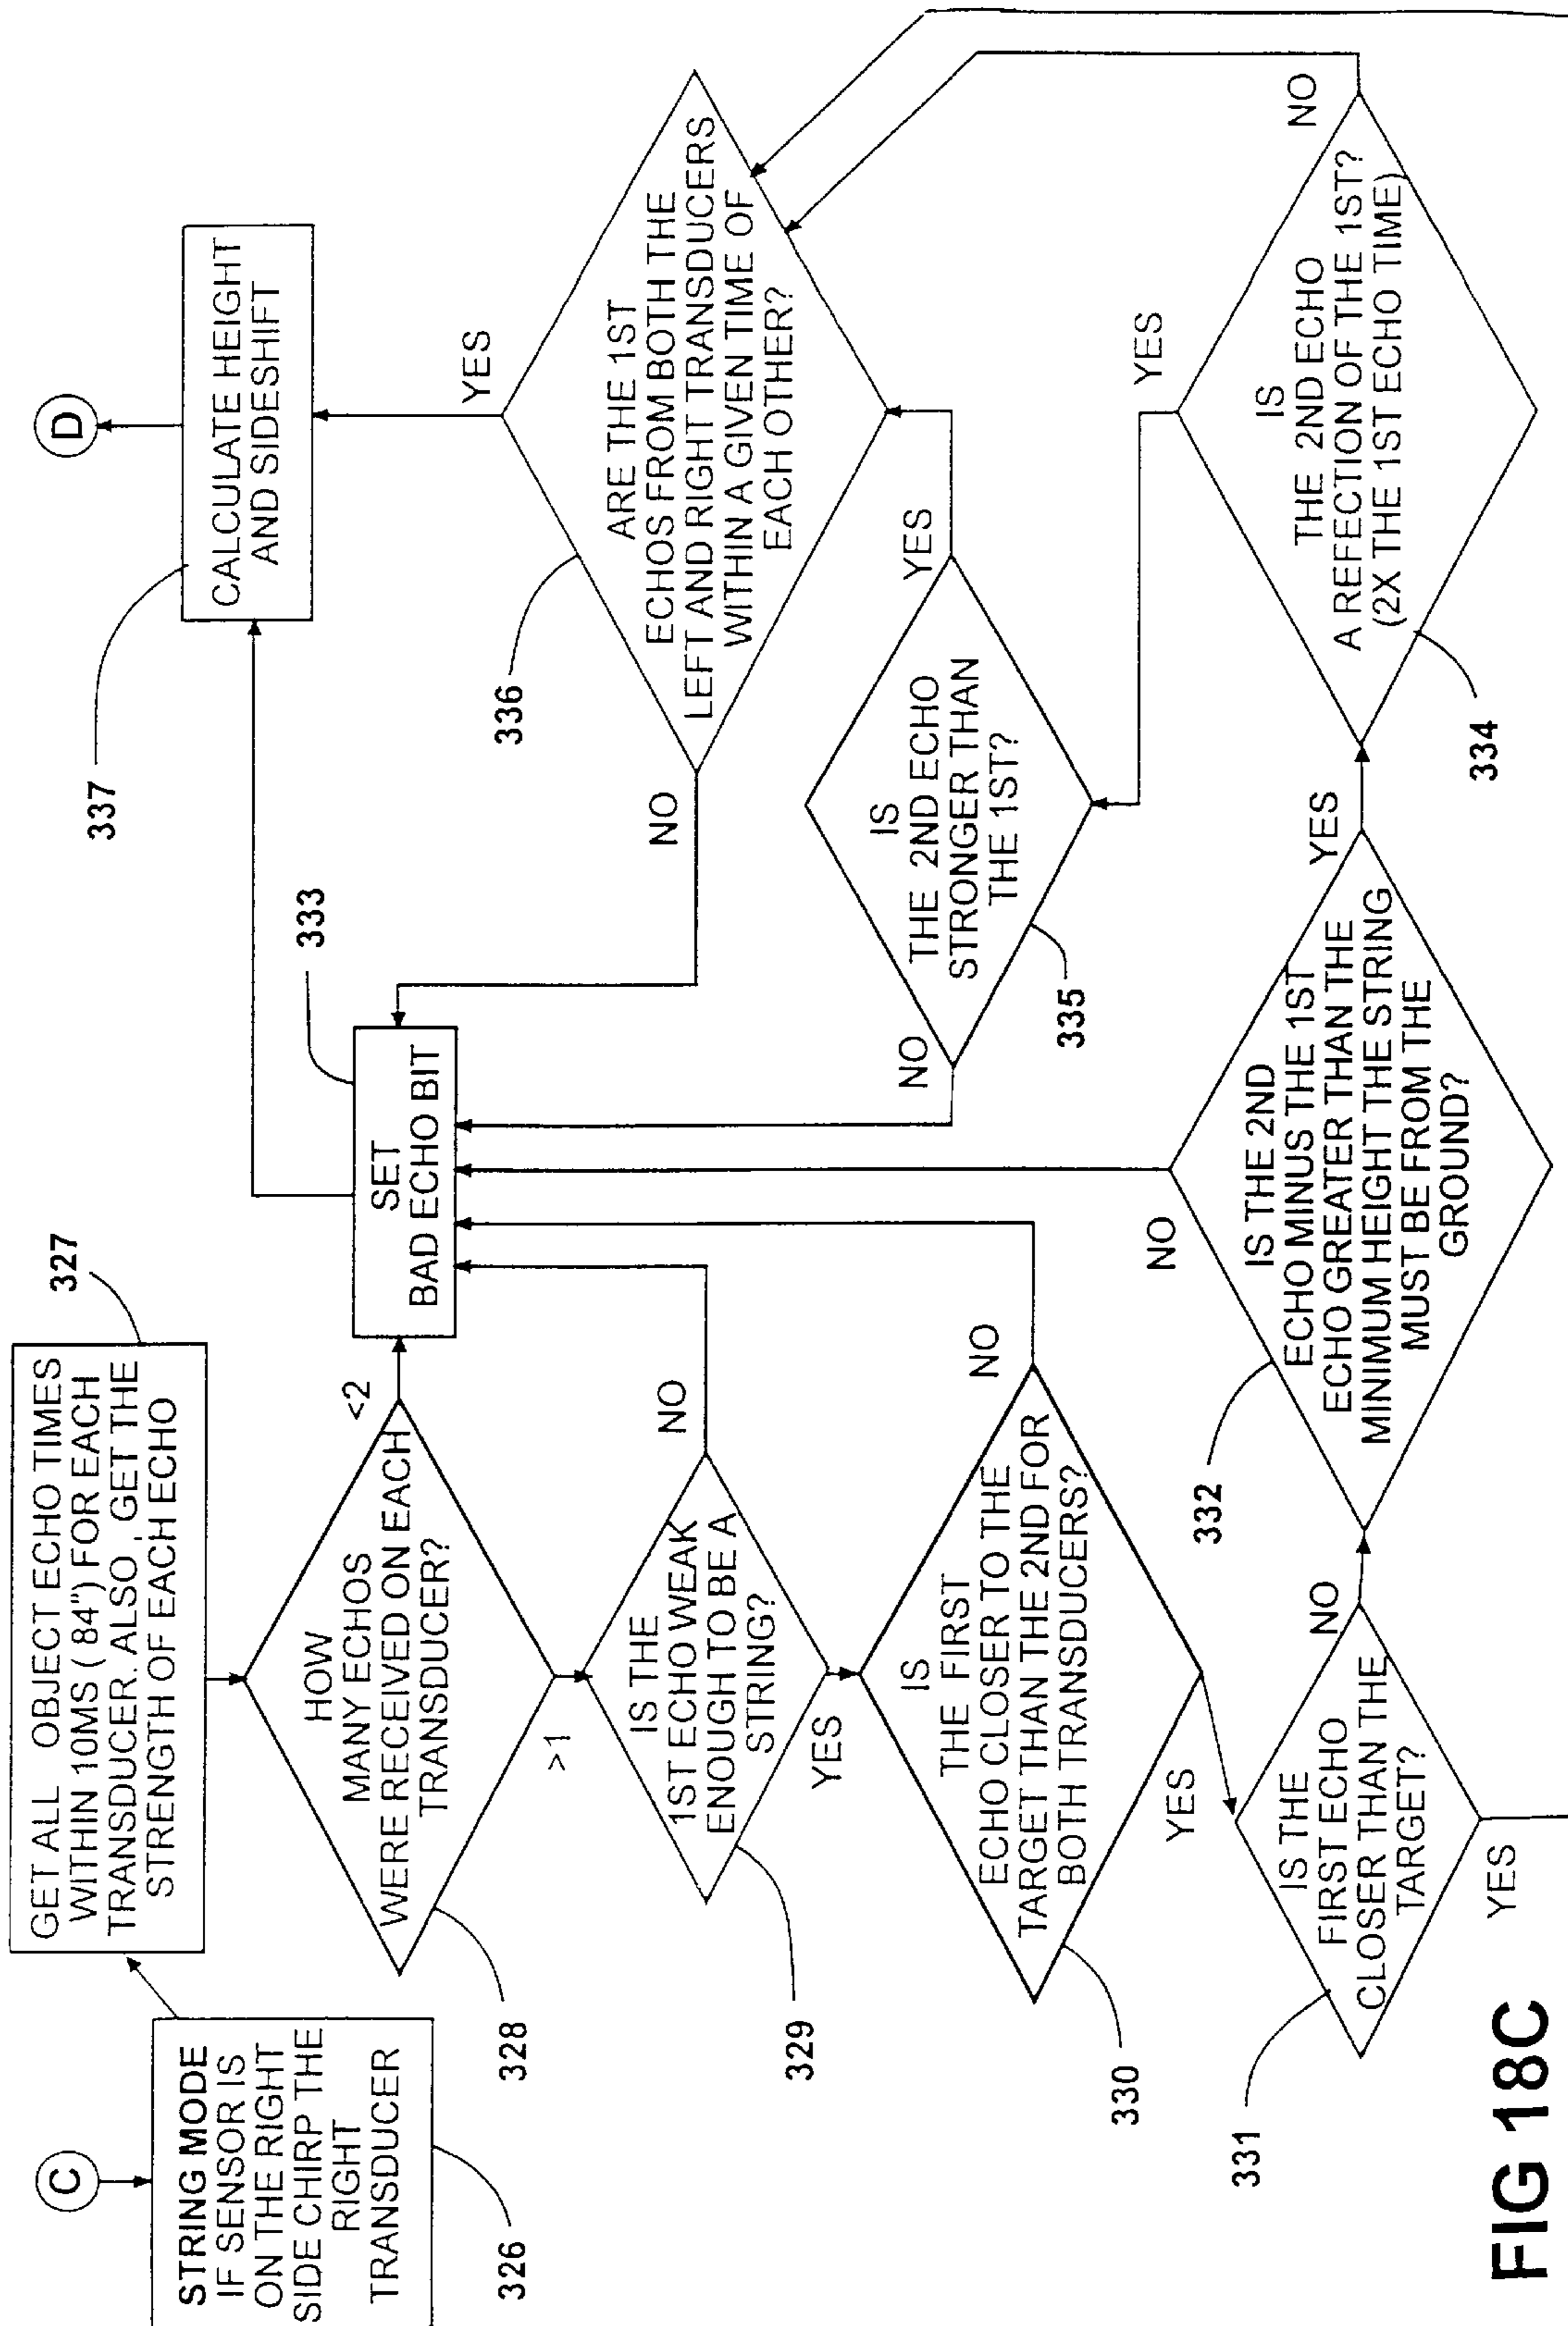 C
STRING MODE
IF SENSOR IS
ON THE RIGHT
SIDE CHIRP THE
RIGHT
TRANSDUCER
326
GET ALL OBJECT ECHO TIMES
WITHIN 10MS ( 84") FOR EACH
TRANSDUCER. ALSO , GET THE
STRENGTH OF EACH ECHO
327
HOW
MANY ECHOS
WERE RECEIVED ON EACH
TRANSDUCER?
<2
>1
328
IS THE
1ST ECHO WEAK
ENOUGH TO BE A
STRING?
NO
YES
329
IS
THE FIRST
ECHO CLOSER TO THE
TARGET THAN THE 2ND FOR
BOTH TRANSDUCERS?
NO
YES
330
IS THE
FIRST ECHO
CLOSER THAN THE
TARGET?
NO
YES
331
IS THE 2ND
ECHO MINUS THE 1ST
ECHO GREATER THAN THE
MINIMUM HEIGHT THE STRING
MUST BE FROM THE
GROUND?
NO
YES
332
SET
BAD ECHO BIT
333
IS
THE 2ND ECHO
A REFECTION OF THE 1ST?
(2X THE 1ST ECHO TIME)
YES
NO
334
IS
THE 2ND ECHO
STRONGER THAN
THE 1ST?
NO
YES
335
ARE THE 1ST
ECHOS FROM BOTH THE
LEFT AND RIGHT TRANSDUCERS
WITHIN A GIVEN TIME OF
EACH OTHER?
NO
YES
336
CALCULATE HEIGHT
AND SIDESHIFT
337
D
FIG 18C